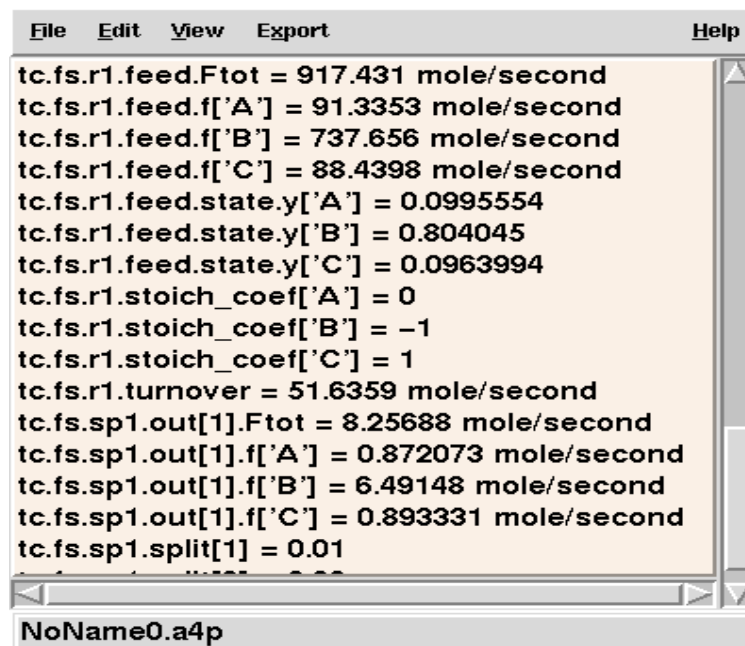 File Edit View Export Help
tc.fs.r1.feed.Ftot = 917.431 mole/second
tc.fs.r1.feed.f['A'] = 91.3353 mole/second
tc.fs.r1.feed.f['B'] = 737.656 mole/second
tc.fs.r1.feed.f['C'] = 88.4398 mole/second
tc.fs.r1.feed.state.y['A'] = 0.0995554
tc.fs.r1.feed.state.y['B'] = 0.804045
tc.fs.r1.feed.state.y['C'] = 0.0963994
tc.fs.r1.stoich_coef['A'] = 0
tc.fs.r1.stoich_coef['B'] = −1
tc.fs.r1.stoich_coef['C'] = 1
tc.fs.r1.turnover = 51.6359 mole/second
tc.fs.sp1.out[1].Ftot = 8.25688 mole/second
tc.fs.sp1.out[1].f['A'] = 0.872073 mole/second
tc.fs.sp1.out[1].f['B'] = 6.49148 mole/second
tc.fs.sp1.out[1].f['C'] = 0.893331 mole/second
tc.fs.sp1.split[1] = 0.01
NoName0.a4p